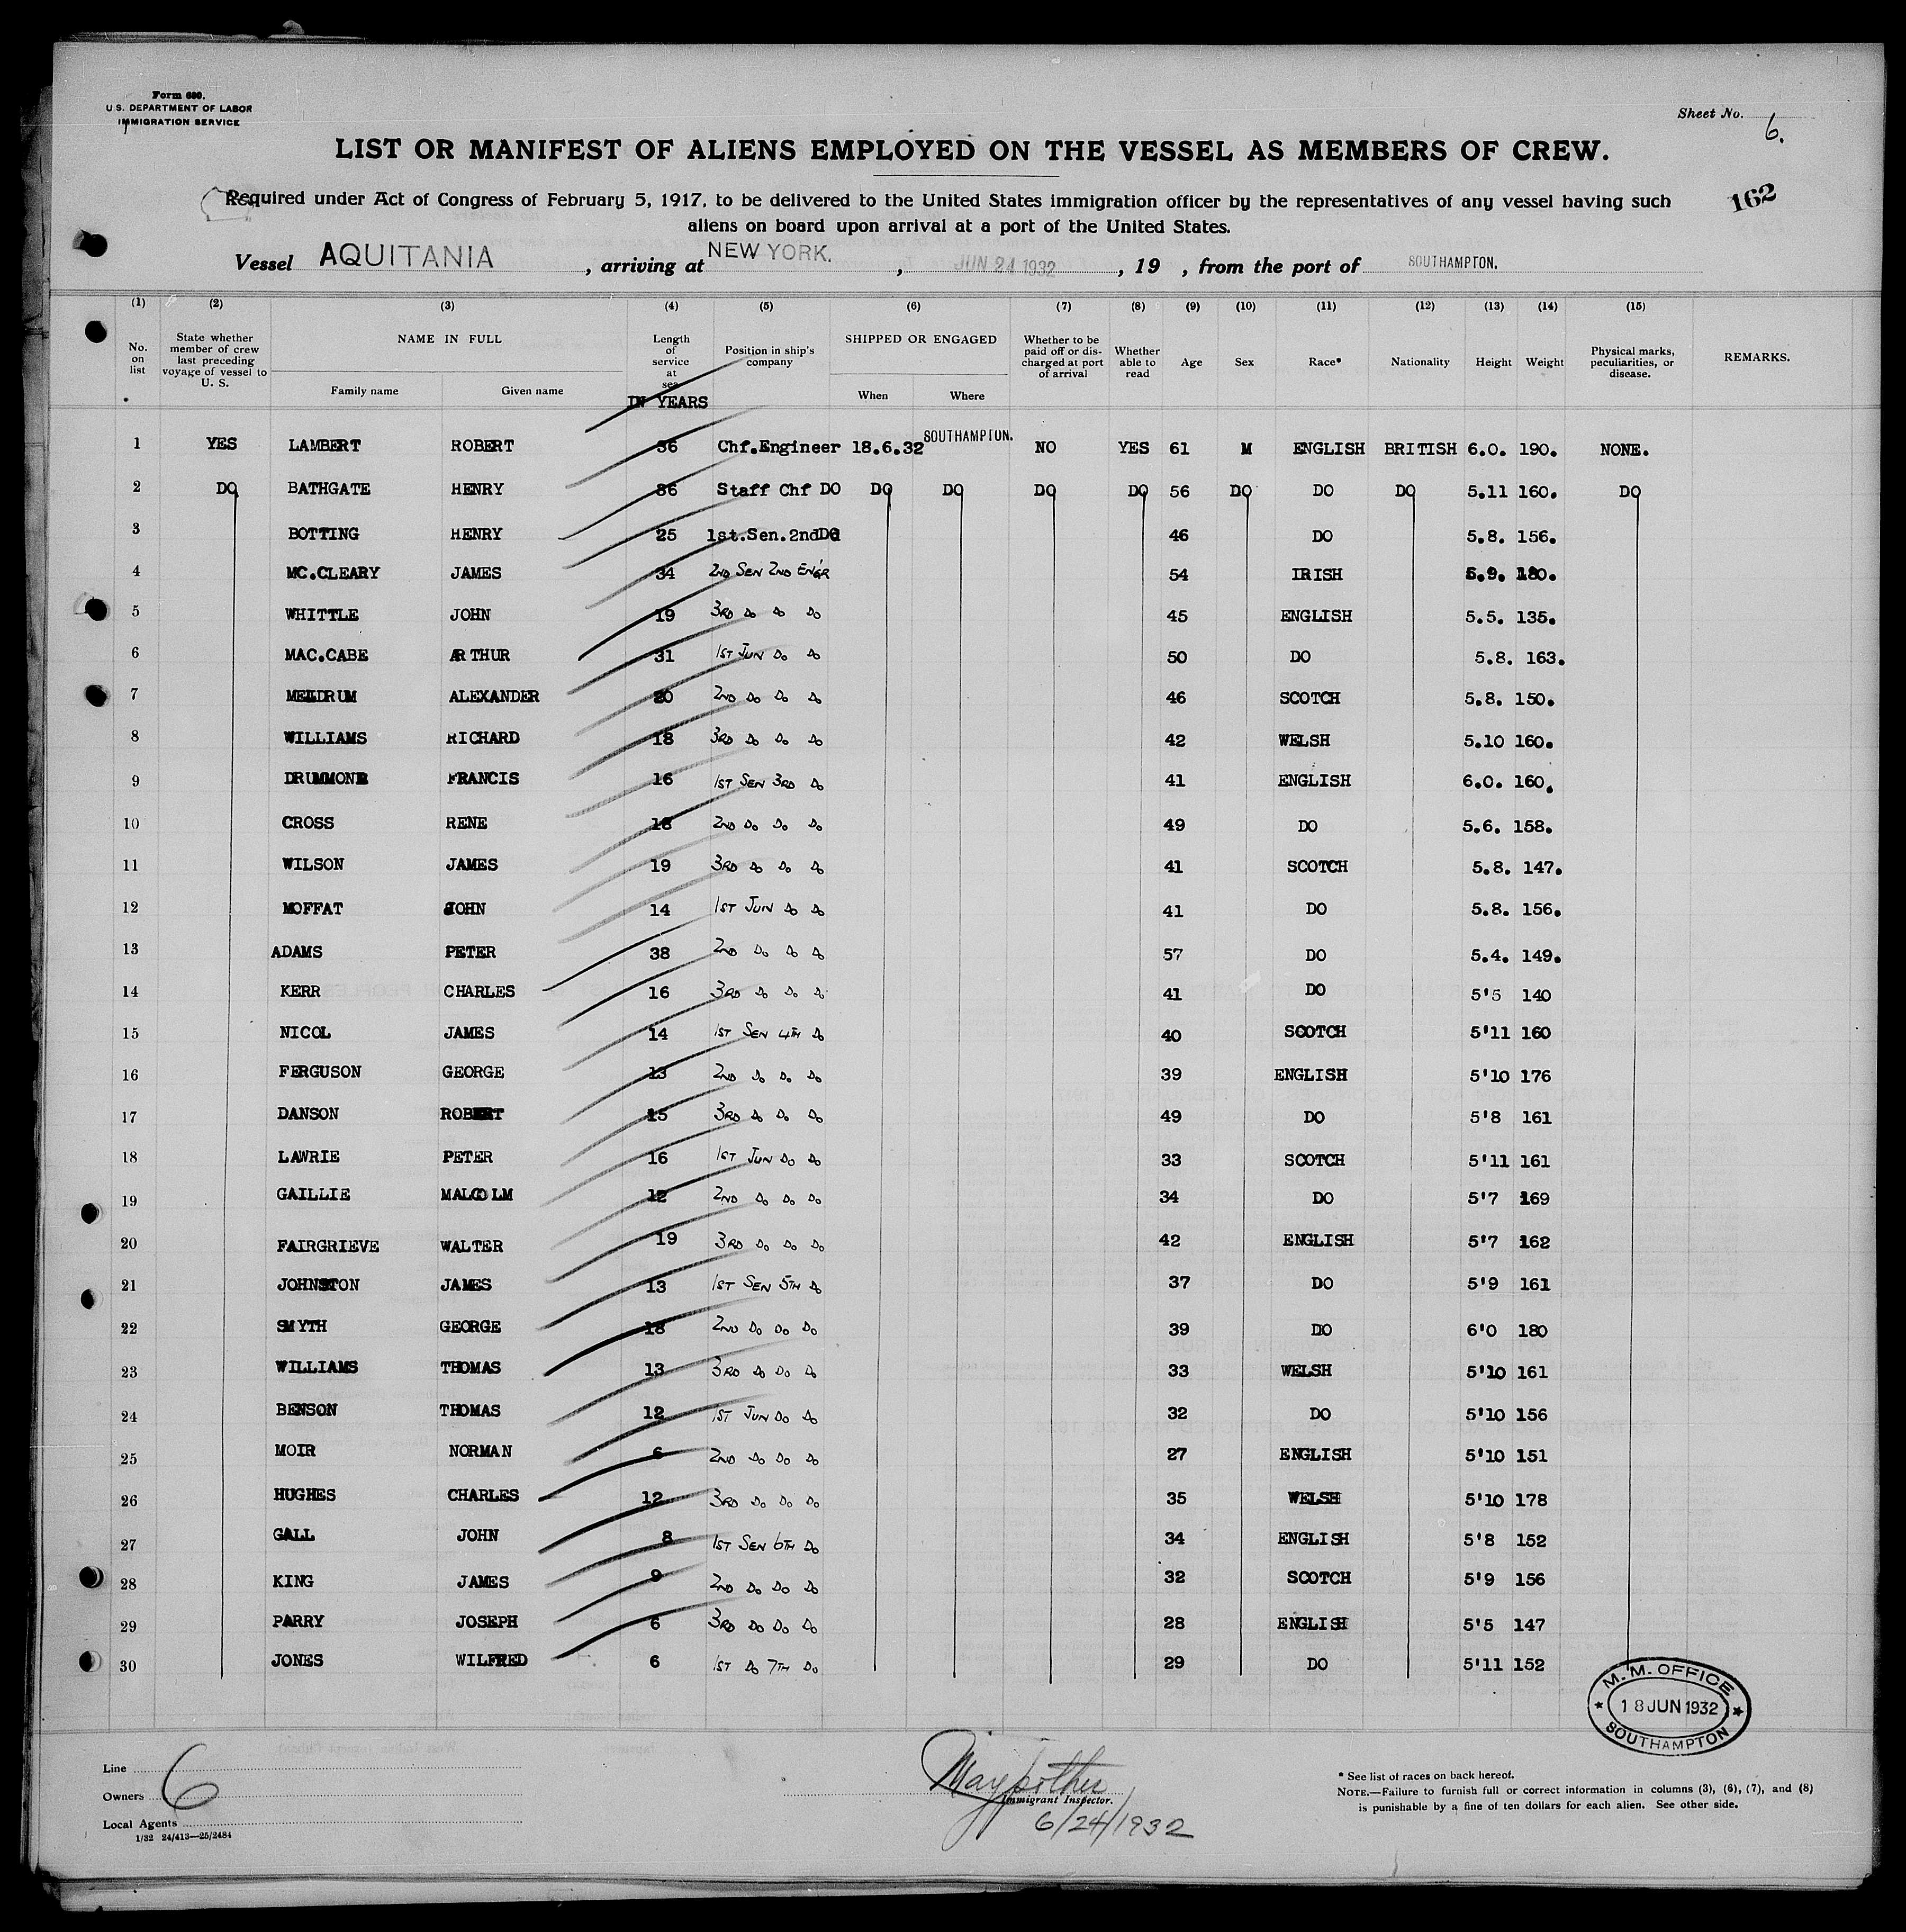 Form 689.
U. S. DEPARTMENT OF LABOR
IMMIGRATION SERVICE
Sheet No. 6.
LIST OR MANIFEST OF ALIENS EMPLOYED ON THE VESSEL AS MEMBERS OF CREW.
Required under Act of Congress of February 5, 1917, to be delivered to the United States immigration officer by the representatives of any vessel having such
162
aliens on board upon arrival at a port of the United States.
Vessel AQUITANIA, arriving at NEW YORK., JUN 24 1932, 19 , from the port of SOUTHAMPTON.
(1) (2) (3) (4) (5) (6) (7) (8) (9) (10) (11) (12) (13) (14) (15)
No. on list State whether member of crew last preceding voyage of vessel to U. S. NAME IN FULL Family name Given name Length of service at sea IN YEARS Position in ship's company SHIPPED OR ENGAGED When Where Whether to be paid off or discharged at port of arrival Whether able to read Age Sex Race* Nationality Height Weight Physical marks, peculiarities, or disease. REMARKS.
1 YES LAMBERT ROBERT 36 Chf.Engineer 18.6.32 SOUTHAMPTON. NO YES 61 M ENGLISH BRITISH 6.0. 190. NONE.
2 DO BATHGATE HENRY 36 Staff Chf DO DO DO DO DO 56 DO DO DO 5.11 160. DO
3 BOTTING HENRY 25 1st.Sen.2nd DO 46 DO 5.8. 156.
4 MC.CLEARY JAMES 34 2ND SEN 2ND ENG'R 54 IRISH 5.9. 180.
5 WHITTLE JOHN 19 3RD DO DO DO 45 ENGLISH 5.5. 135.
6 MAC.CABE ARTHUR 31 1ST JUN DO DO 50 DO 5.8. 163.
7 MELDRUM ALEXANDER 20 2ND DO DO DO 46 SCOTCH 5.8. 150.
8 WILLIAMS RICHARD 18 3RD DO DO DO 42 WELSH 5.10 160.
9 DRUMMOND FRANCIS 16 1ST SEN 3RD DO 41 ENGLISH 6.0. 160.
10 CROSS RENE 18 2ND DO DO DO 49 DO 5.6. 158.
11 WILSON JAMES 19 3RD DO DO DO 41 SCOTCH 5.8. 147.
12 MOFFAT JOHN 14 1ST JUN DO DO 41 DO 5.8. 156.
13 ADAMS PETER 38 2ND DO DO DO 57 DO 5.4. 149.
14 KERR CHARLES 16 3RD DO DO DO 41 DO 5'5 140
15 NICOL JAMES 14 1ST SEN 4TH DO 40 SCOTCH 5'11 160
16 FERGUSON GEORGE 13 2ND DO DO DO 39 ENGLISH 5'10 176
17 DANSON ROBERT 15 3RD DO DO DO 49 DO 5'8 161
18 LAWRIE PETER 16 1ST JUN DO DO 33 SCOTCH 5'11 161
19 GAILLIE MALCOLM 12 2ND DO DO DO 34 DO 5'7 169
20 FAIRGRIEVE WALTER 19 3RD DO DO DO 42 ENGLISH 5'7 162
21 JOHNSTON JAMES 13 1ST SEN 5TH DO 37 DO 5'9 161
22 SMYTH GEORGE 18 2ND DO DO DO 39 DO 6'0 180
23 WILLIAMS THOMAS 13 3RD DO DO DO 33 WELSH 5'10 161
24 BENSON THOMAS 12 1ST JUN DO DO 32 DO 5'10 156
25 MOIR NORMAN 6 2ND DO DO DO 27 ENGLISH 5'10 151
26 HUGHES CHARLES 12 3RD DO DO DO 35 WELSH 5'10 178
27 GALL JOHN 8 1ST SEN 6TH DO 34 ENGLISH 5'8 152
28 KING JAMES 9 2ND DO DO DO 32 SCOTCH 5'9 156
29 PARRY JOSEPH 6 3RD DO DO DO 28 ENGLISH 5'5 147
30 JONES WILFRED 6 1ST DO 7TH DO 29 DO 5'11 152
M.M. OFFICE
18 JUN 1932
SOUTHAMPTON
Line
Owners 6
Local Agents
1/32 24/413—25/2484
Immigrant Inspector.
6/24/1932
* See list of races on back hereof.
NOTE.—Failure to furnish full or correct information in columns (3), (6), (7), and (8)
is punishable by a fine of ten dollars for each alien. See other side.